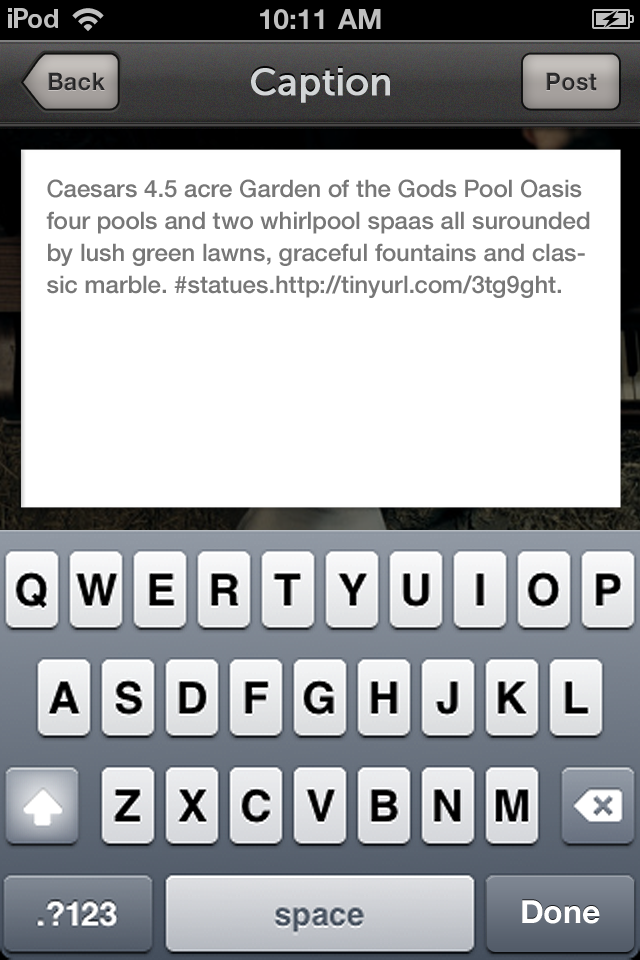 iPod 10:11 AM
Back Caption Post
Caesars 4.5 acre Garden of the Gods Pool Oasis
four pools and two whirlpool spaas all surounded
by lush green lawns, graceful fountains and clas-
sic marble. #statues.http://tinyurl.com/3tg9ght.
Q W E R T Y U I O P
A S D F G H J K L
Z X C V B N M
.?123 space Done